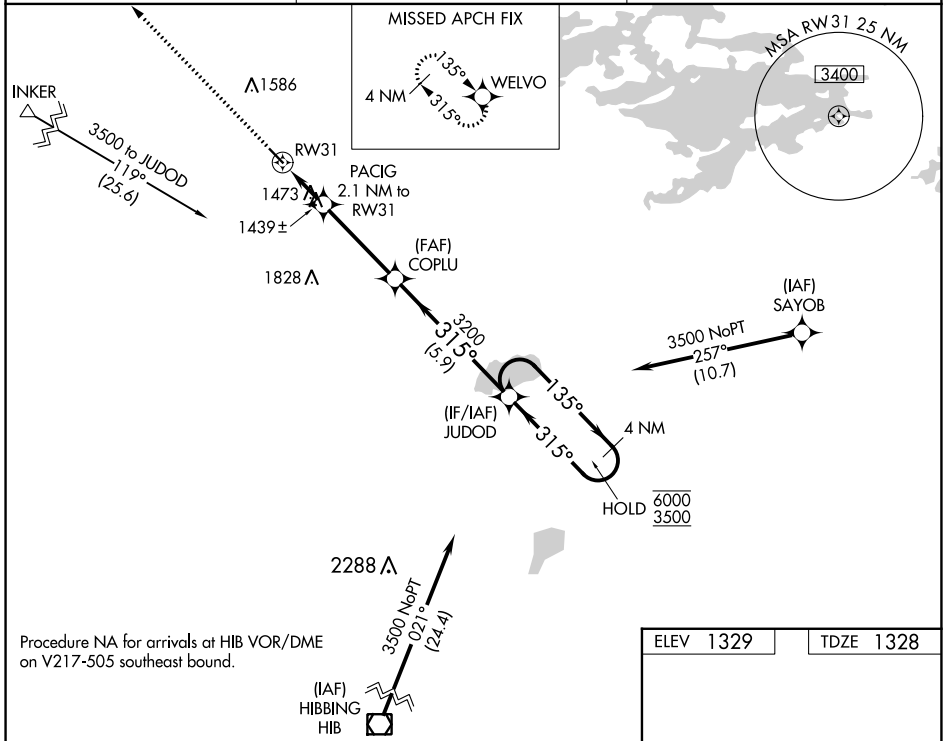 MISSED APCH FIX
135°
WELVO
4 NM
315°
MSA RW31 25 NM
3400
1586
INKER
3500 to JUDOD
119°
(25.6)
RW31
1473
PACIG
2.1 NM to
RW31
1439±
(FAF)
COPLU
1828
(IAF)
SAYOB
3500 NoPT
257°
(10.7)
3200
315°
(5.9)
(IF/IAF)
JUDOD
135°
315°
4 NM
HOLD
6000
3500
2288
3500 NoPT
021°
(24.4)
Procedure NA for arrivals at HIB VOR/DME
on V217-505 southeast bound.
(IAF)
HIBBING
HIB
ELEV 1329
TDZE 1328